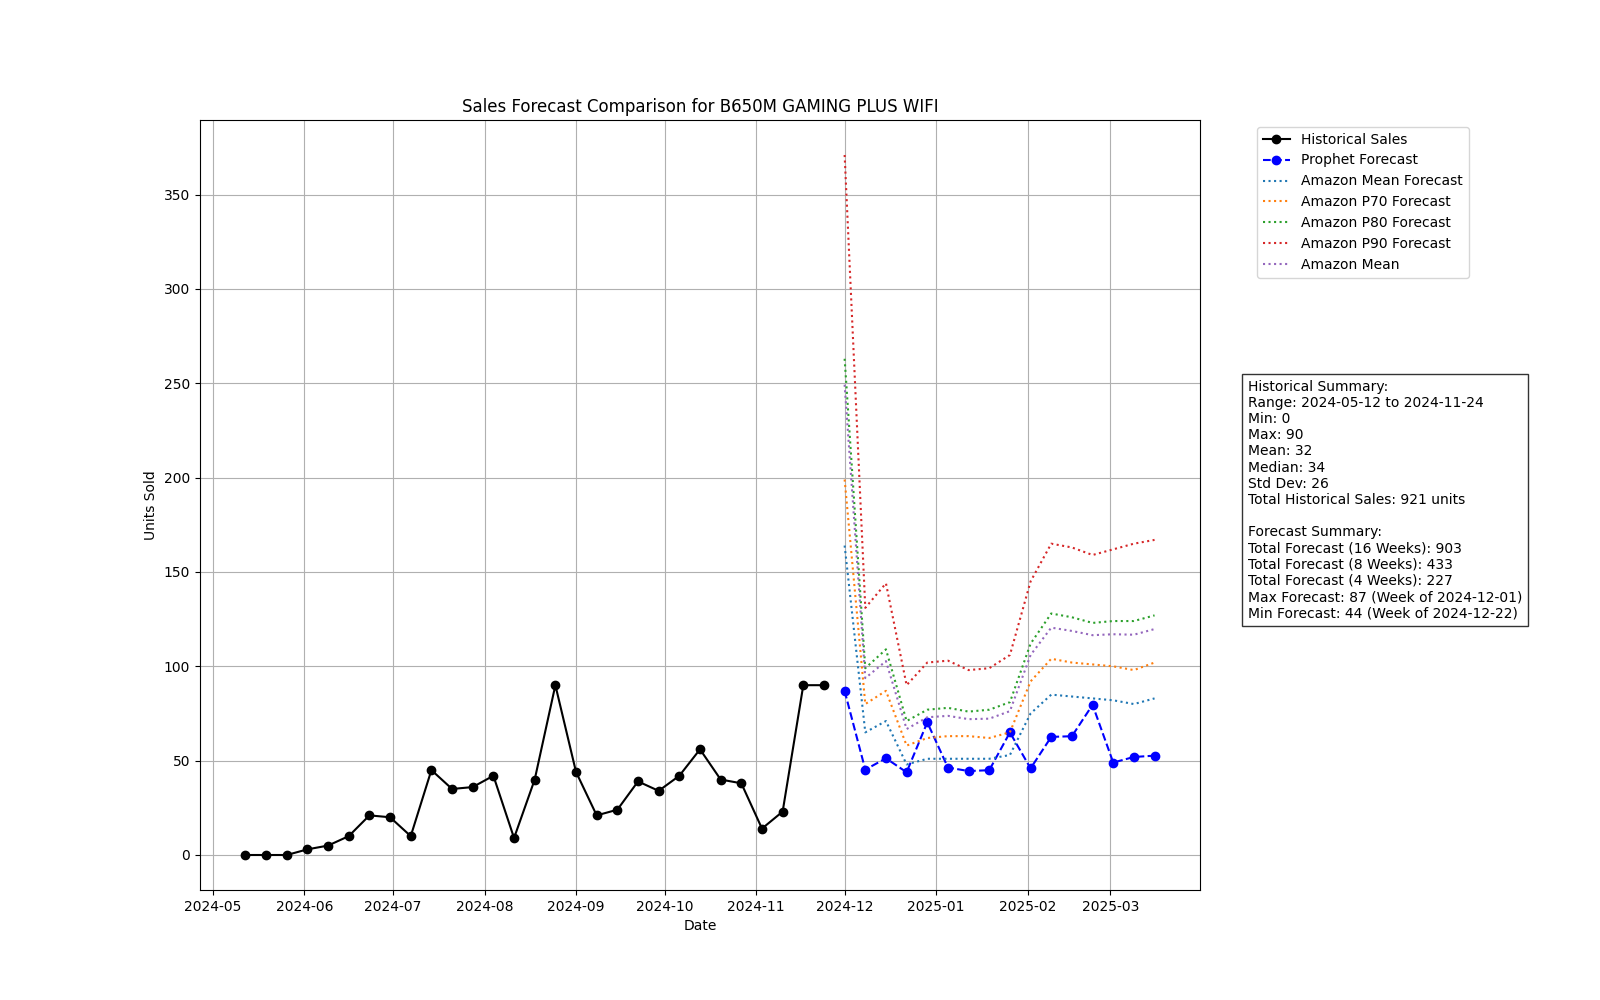 Sales Forecast Comparison for B650M GAMING PLUS WIFI
Historical Sales
Prophet Forecast
Amazon Mean Forecast
Amazon P70 Forecast
Amazon P80 Forecast
Amazon P90 Forecast
Amazon Mean
350
300
250
200
150
100
50
0
Units Sold
Historical Summary:
Range: 2024-05-12 to 2024-11-24
Min: 0
Max: 90
Mean: 32
Median: 34
Std Dev: 26
Total Historical Sales: 921 units
Forecast Summary:
Total Forecast (16 Weeks): 903
Total Forecast (8 Weeks): 433
Total Forecast (4 Weeks): 227
Max Forecast: 87 (Week of 2024-12-01)
Min Forecast: 44 (Week of 2024-12-22)
2024-05 2024-06 2024-07 2024-08 2024-09 2024-10 2024-11 2024-12 2025-01 2025-02 2025-03
Date